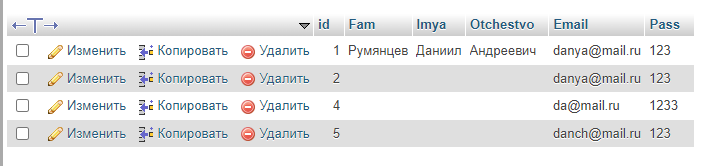 id Fam Imya Otchestvo Email Pass
Изменить Копировать Удалить 1 Румянцев Даниил Андреевич danya@mail.ru 123
Изменить Копировать Удалить 2 danya@mail.ru 123
Изменить Копировать Удалить 4 da@mail.ru 1233
Изменить Копировать Удалить 5 danch@mail.ru 123